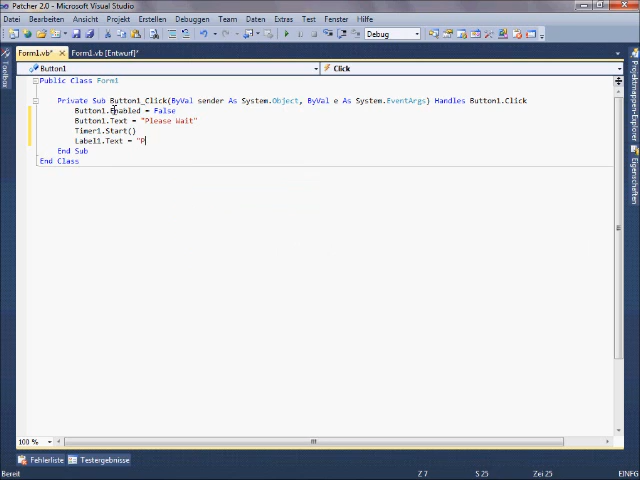 Patcher 2.0 - Microsoft Visual Studio
Datei Bearbeiten Ansicht Projekt Erstellen Debuggen Team Daten Extras Test Fenster Hilfe
Debug
Form1.vb* Form1.vb [Entwurf]*
Button1 Click
Public Class Form1
Private Sub Button1_Click(ByVal sender As System.Object, ByVal e As System.EventArgs) Handles Button1.Click
Button1.Enabled = False
Button1.Text = "Please Wait"
Timer1.Start()
Label1.Text = "P
End Sub
End Class
Toolbox
Projektmappen-Explorer
Eigenschaften
100 %
Fehlerliste Testergebnisse
Bereit Z 7 S 25 Zei 25 EINFG